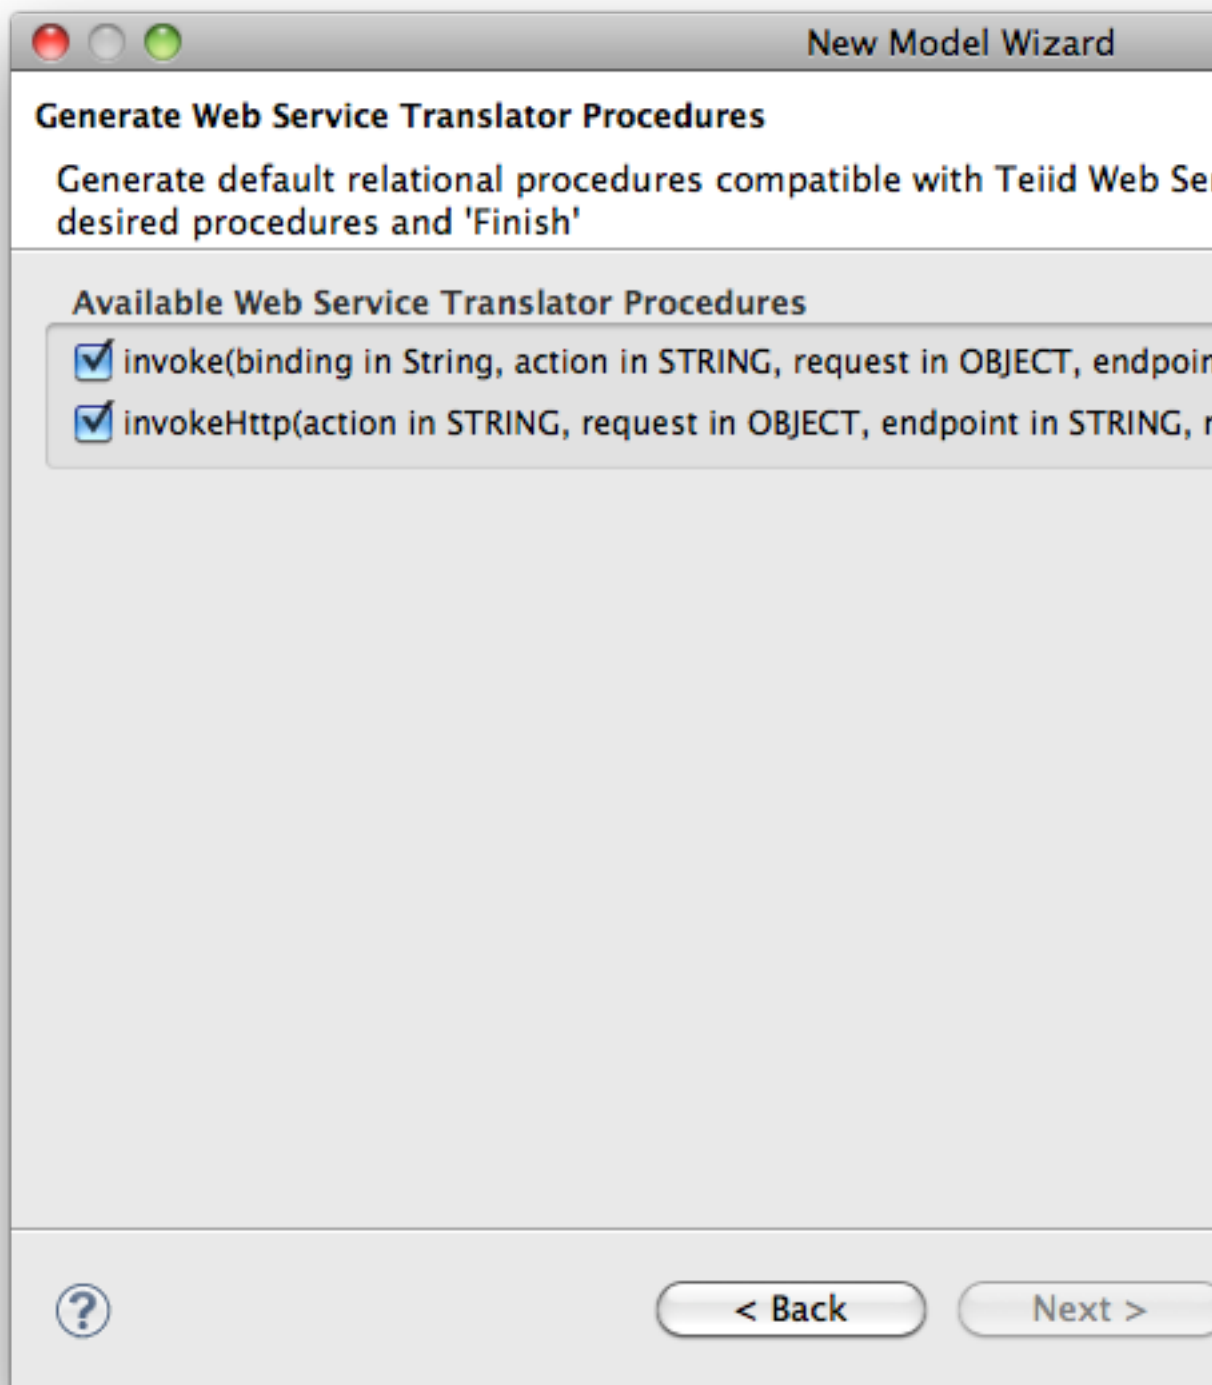 New Model Wizard
Generate Web Service Translator Procedures
Generate default relational procedures compatible with Teiid Web
desired procedures and 'Finish'
Available Web Service Translator Procedures
invoke(binding in String, action in STRING, request in OBJECT,
invokeHttp(action in STRING, request in OBJECT, endpoint in STRING,
?
< Back
Next >